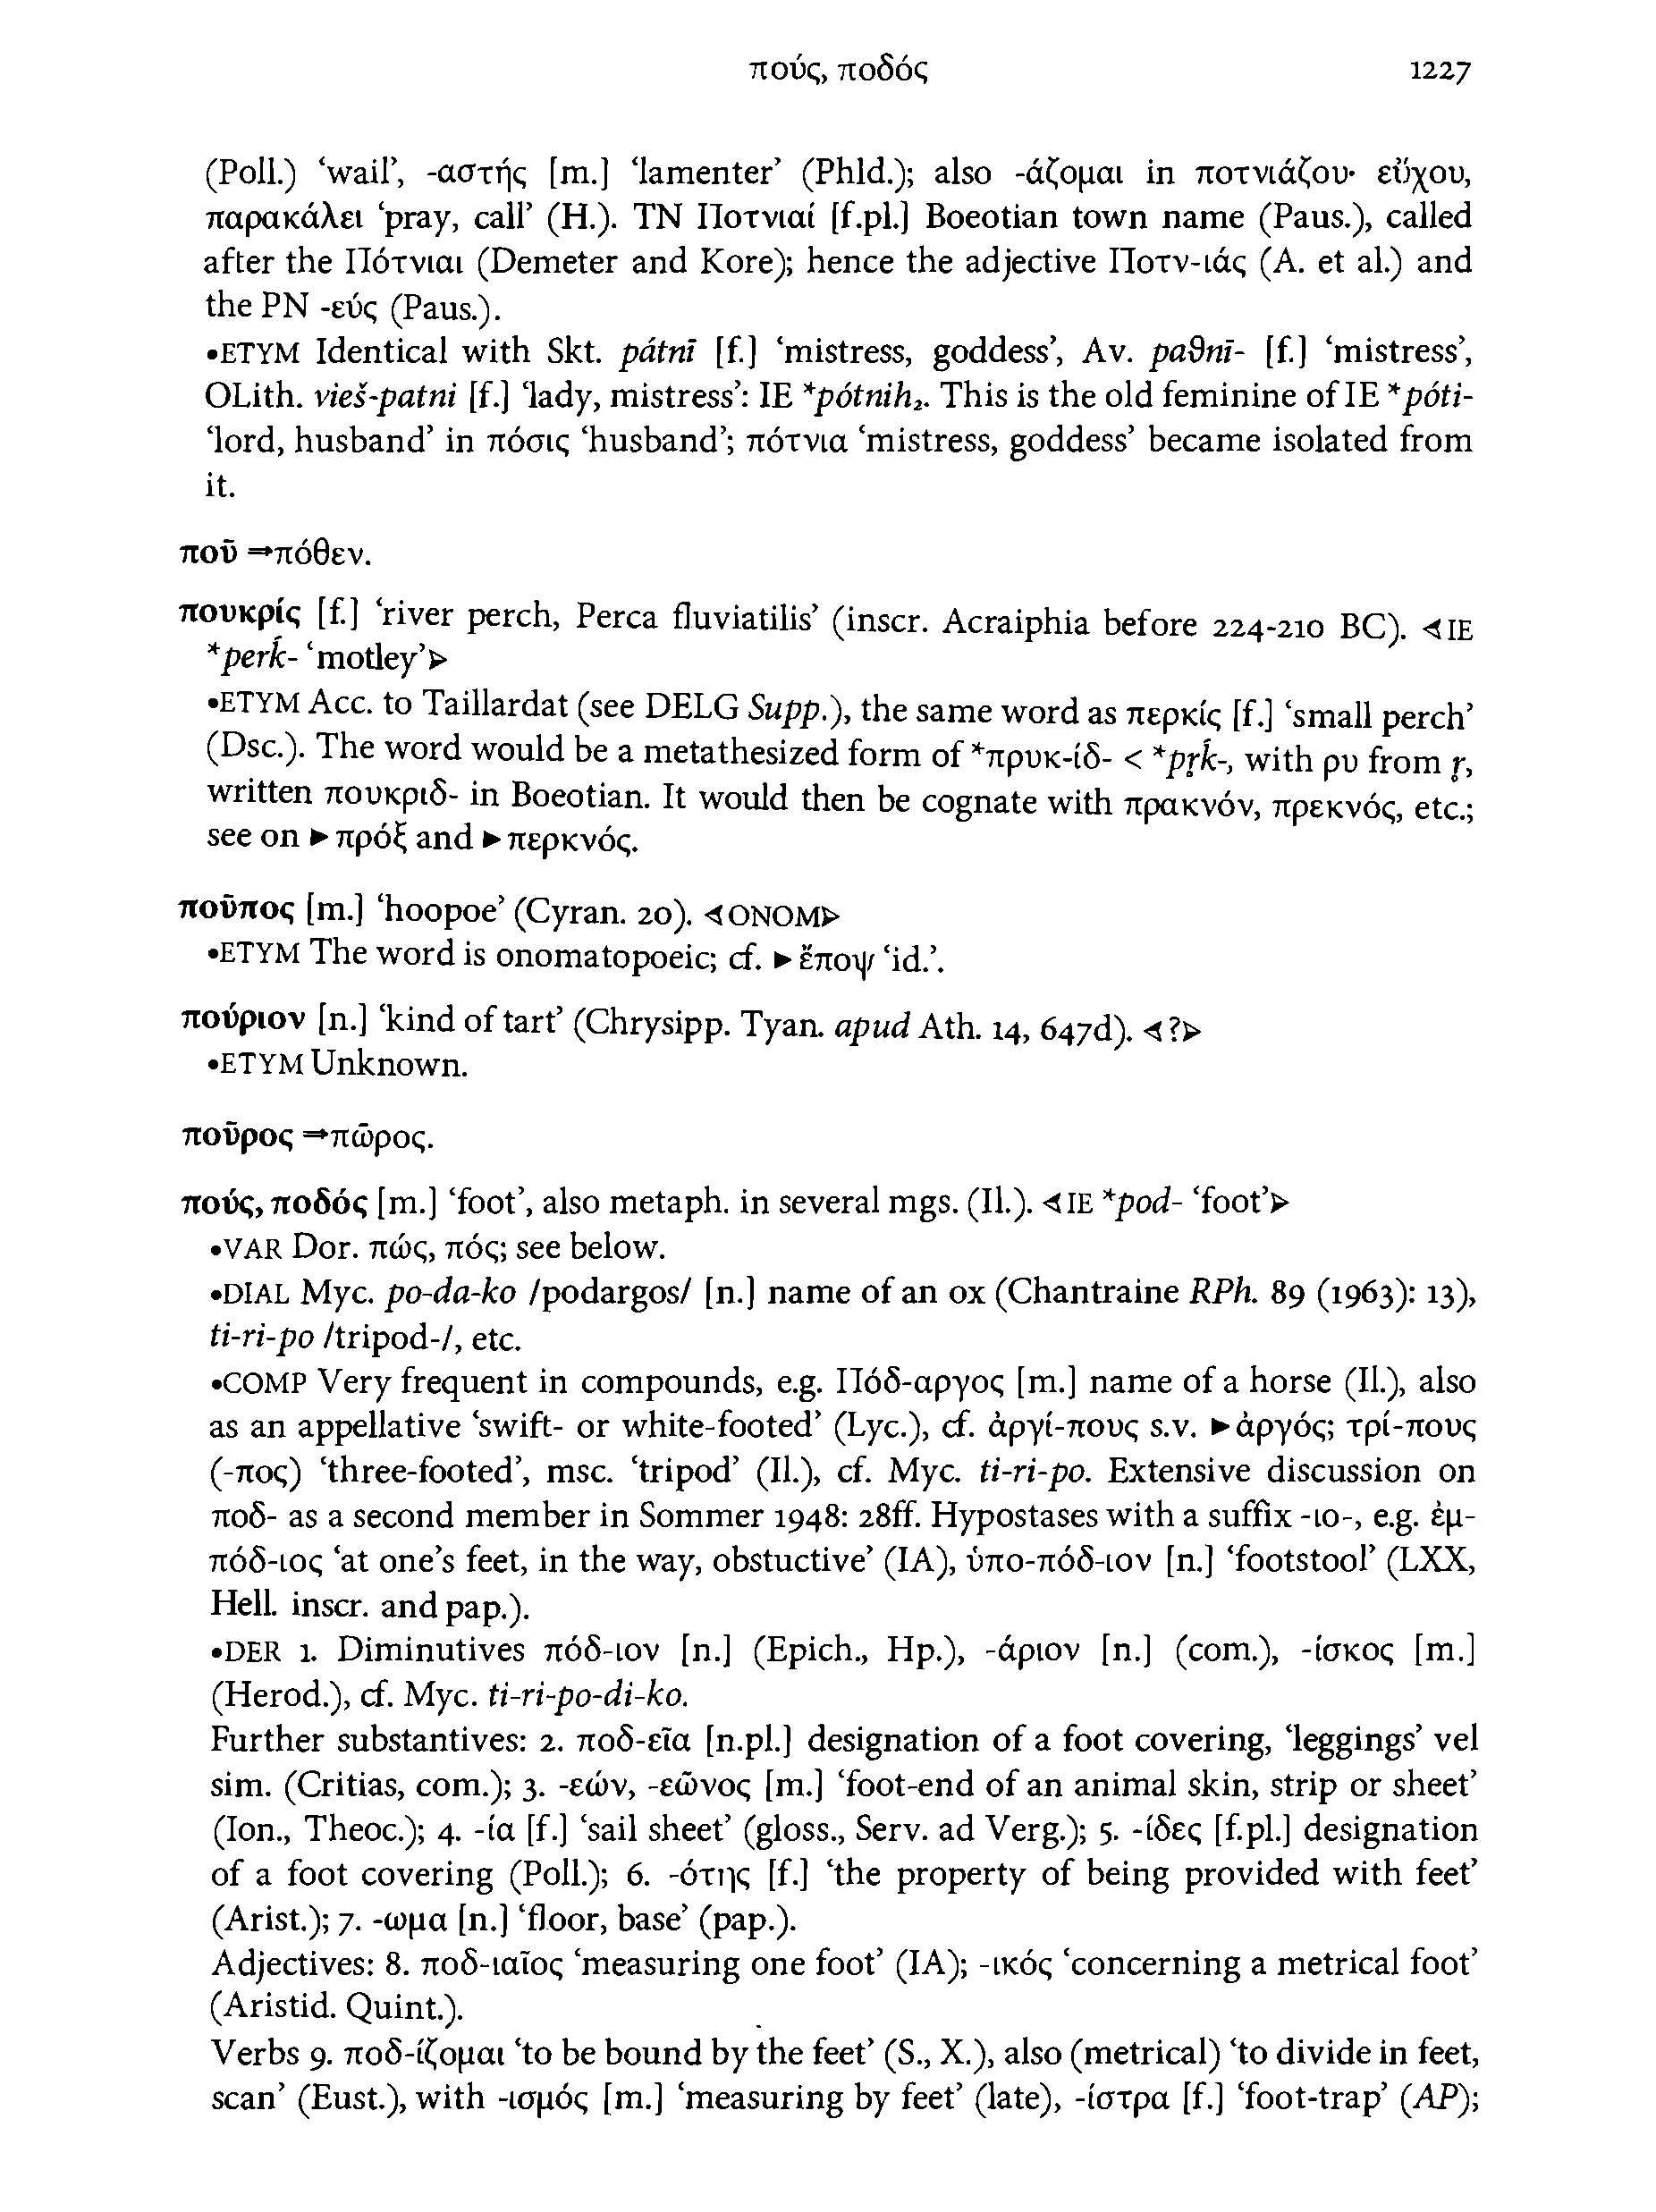 πούς, ποδός 1227
(Poll.) ‘wail’, -αστής [m.] ‘lamenter’ (Phld.); also -άζομαι in ποτνιάζου· εὔχου,
παρακάλει ‘pray, call’ (H.). TN Ποτνιαί [f.pl.] Boeotian town name (Paus.), called
after the Πότνιαι (Demeter and Kore); hence the adjective Ποτν-ιάς (A. et al.) and
the PN -εύς (Paus.).
•ETYM Identical with Skt. pátnī [f.] ‘mistress, goddess’, Av. paϑnī- [f.] ‘mistress’,
OLith. vieš-patni [f.] ‘lady, mistress’: IE *pótnih₂. This is the old feminine of IE *póti-
‘lord, husband’ in πόσις ‘husband’; πότνια ‘mistress, goddess’ became isolated from
it.
ποῦ ⇒πόθεν.
πουκρίς [f.] ‘river perch, Perca fluviatilis’ (inscr. Acraiphia before 224-210 BC). ⊲IE
*perḱ- ‘motley’⊳
•ETYM Acc. to Taillardat (see DELG Supp.), the same word as περκίς [f.] ‘small perch’
(Dsc.). The word would be a metathesized form of *πρυκ-ίδ- < *pr̥ḱ-, with ρυ from r̥,
written πουκριδ- in Boeotian. It would then be cognate with πρακνόν, πρεκνός, etc.;
see on ►πρόξ and ►περκνός.
ποῦπος [m.] ‘hoopoe’ (Cyran. 20). ⊲ONOM⊳
•ETYM The word is onomatopoeic; cf. ►ἔποψ ‘id.’.
πούριον [n.] ‘kind of tart’ (Chrysipp. Tyan. apud Ath. 14, 647d). ⊲?⊳
•ETYM Unknown.
ποῦρος ⇒πῶρος.
πούς, ποδός [m.] ‘foot’, also metaph. in several mgs. (Il.). ⊲IE *pod- ‘foot’⊳
•VAR Dor. πώς, πός; see below.
•DIAL Myc. po-da-ko /podargos/ [n.] name of an ox (Chantraine RPh. 89 (1963): 13),
ti-ri-po /tripod-/, etc.
•COMP Very frequent in compounds, e.g. Πόδ-αργος [m.] name of a horse (Il.), also
as an appellative ‘swift- or white-footed’ (Lyc.), cf. ἀργί-πους s.v. ►ἀργός; τρί-πους
(-πος) ‘three-footed’, msc. ‘tripod’ (Il.), cf. Myc. ti-ri-po. Extensive discussion on
ποδ- as a second member in Sommer 1948: 28ff. Hypostases with a suffix -ιο-, e.g. ἐμ-
πόδ-ιος ‘at one’s feet, in the way, obstuctive’ (IA), ὑπο-πόδ-ιον [n.] ‘footstool’ (LXX,
Hell. inscr. and pap.).
•DER 1. Diminutives πόδ-ιον [n.] (Epich., Hp.), -άριον [n.] (com.), -ίσκος [m.]
(Herod.), cf. Myc. ti-ri-po-di-ko.
Further substantives: 2. ποδ-εῖα [n.pl.] designation of a foot covering, ‘leggings’ vel
sim. (Critias, com.); 3. -εών, -εῶνος [m.] ‘foot-end of an animal skin, strip or sheet’
(Ion., Theoc.); 4. -ία [f.] ‘sail sheet’ (gloss., Serv. ad Verg.); 5. -ίδες [f.pl.] designation
of a foot covering (Poll.); 6. -ότης [f.] ‘the property of being provided with feet’
(Arist.); 7. -ωμα [n.] ‘floor, base’ (pap.).
Adjectives: 8. ποδ-ιαῖος ‘measuring one foot’ (IA); -ικός ‘concerning a metrical foot’
(Aristid. Quint.).
Verbs 9. ποδ-ίζομαι ‘to be bound by the feet’ (S., X.), also (metrical) ‘to divide in feet,
scan’ (Eust.), with -ισμός [m.] ‘measuring by feet’ (late), -ίστρα [f.] ‘foot-trap’ (AP);